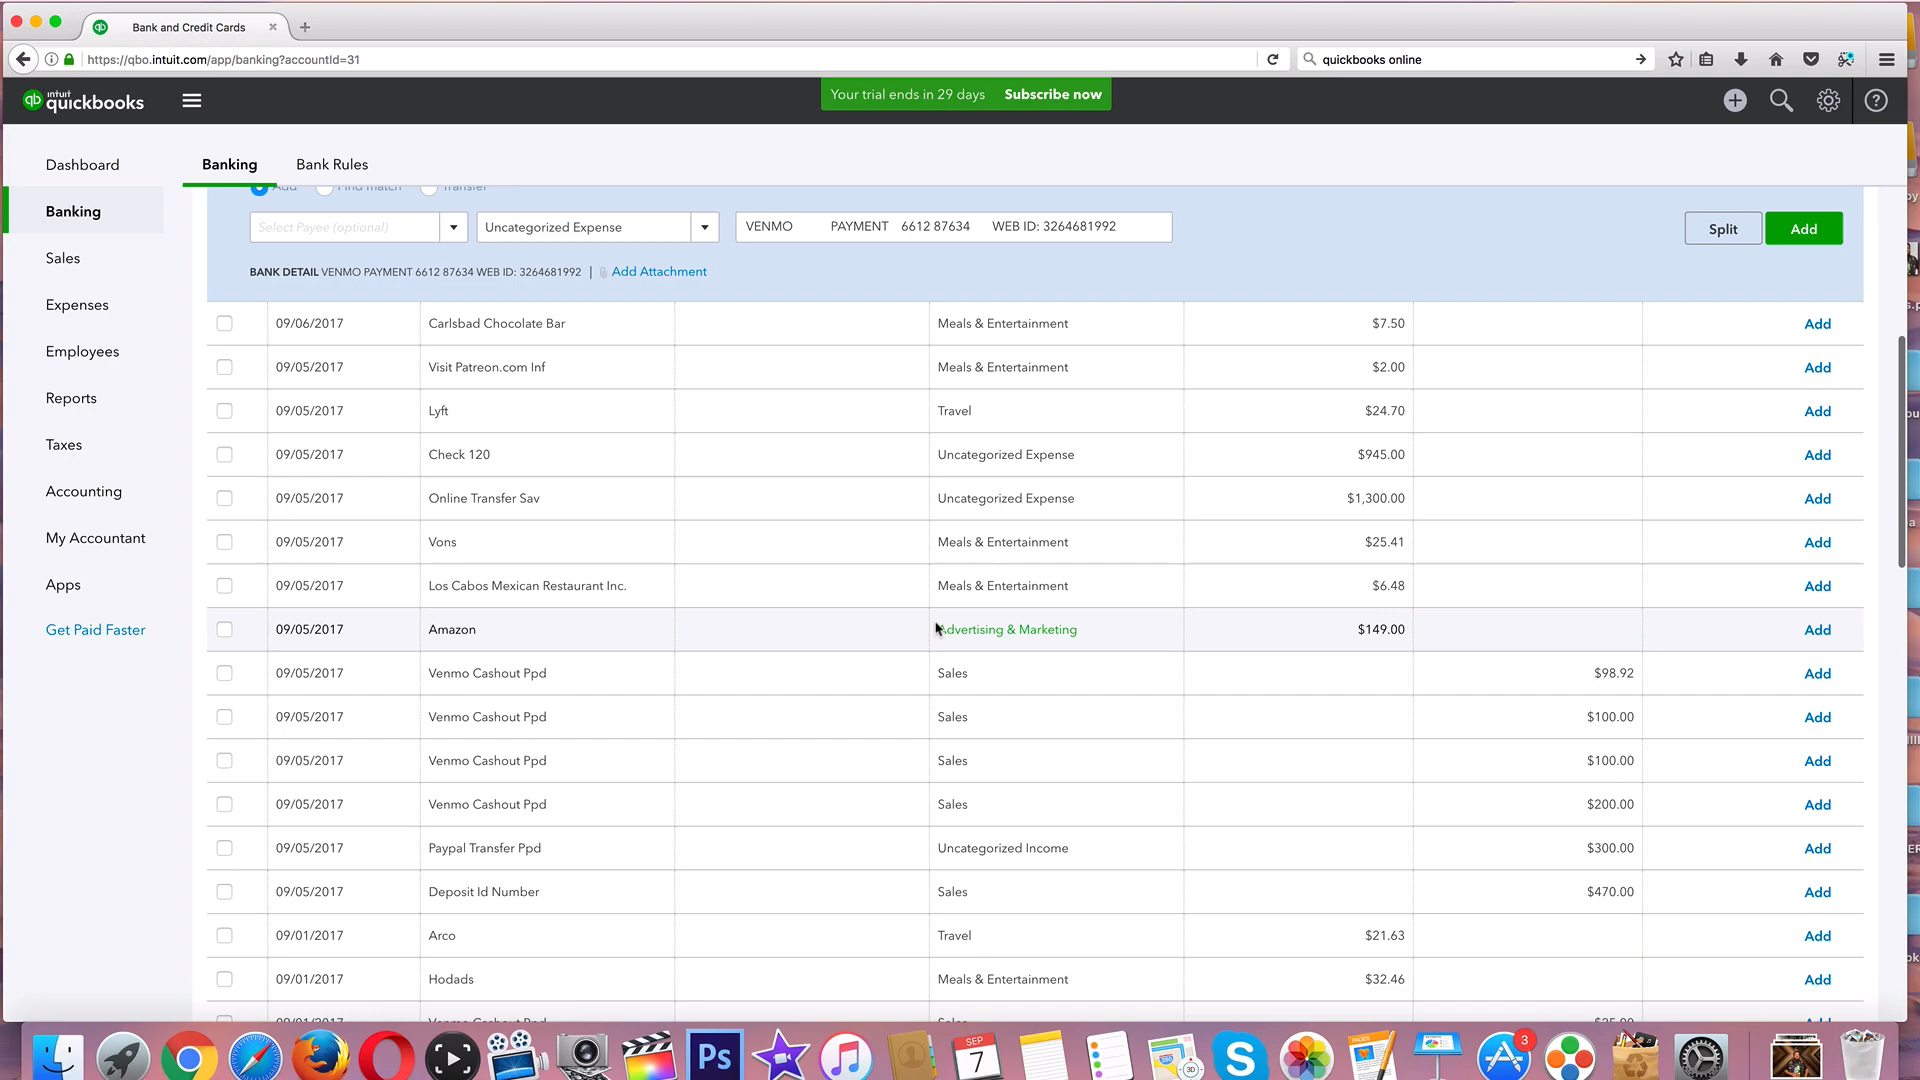 Bank and Credit Cards
https://qbo.intuit.com/app/banking?accountId=31
quickbooks online
intuit quickbooks
Your trial ends in 29 days Subscribe now
Dashboard
Banking
Sales
Expenses
Employees
Reports
Taxes
Accounting
My Accountant
Apps
Get Paid Faster
Banking Bank Rules
Add Find match Transfer
Select Payee (optional) Uncategorized Expense VENMO PAYMENT 6612 87634 WEB ID: 3264681992 Split Add
BANK DETAIL VENMO PAYMENT 6612 87634 WEB ID: 3264681992 | Add Attachment
09/06/2017 Carlsbad Chocolate Bar Meals & Entertainment $7.50 Add
09/05/2017 Visit Patreon.com Inf Meals & Entertainment $2.00 Add
09/05/2017 Lyft Travel $24.70 Add
09/05/2017 Check 120 Uncategorized Expense $945.00 Add
09/05/2017 Online Transfer Sav Uncategorized Expense $1,300.00 Add
09/05/2017 Vons Meals & Entertainment $25.41 Add
09/05/2017 Los Cabos Mexican Restaurant Inc. Meals & Entertainment $6.48 Add
09/05/2017 Amazon Advertising & Marketing $149.00 Add
09/05/2017 Venmo Cashout Ppd Sales $98.92 Add
09/05/2017 Venmo Cashout Ppd Sales $100.00 Add
09/05/2017 Venmo Cashout Ppd Sales $100.00 Add
09/05/2017 Venmo Cashout Ppd Sales $200.00 Add
09/05/2017 Paypal Transfer Ppd Uncategorized Income $300.00 Add
09/05/2017 Deposit Id Number Sales $470.00 Add
09/01/2017 Arco Travel $21.63 Add
09/01/2017 Hodads Meals & Entertainment $32.46 Add
Ps
SEP
7
PAGES
3
3D